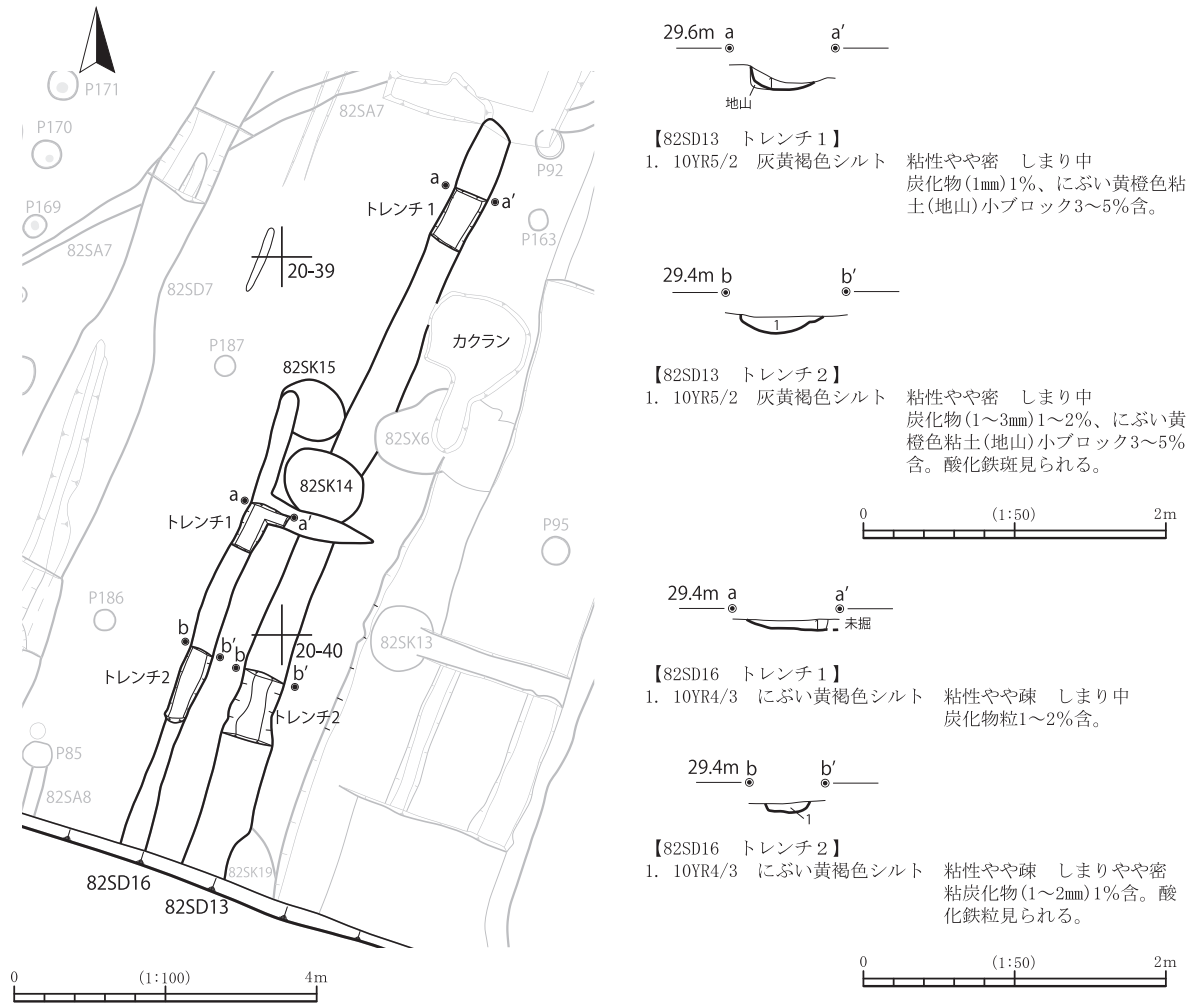 P171
P170
P169
82SA7
82SD7
82SA7
P92
P163
a
a’
トレンチ 1
20-39
カクラン
P187
82SK15
82SX6
82SK14
a
a’
トレンチ1
P95
P186
82SK13
20-40
b
b’
b
b’
トレンチ2
トレンチ2
P85
82SA8
82SK19
82SD16
82SD13
0 (1:100) 4m
29.6m a a’
1
地山
【82SD13 トレンチ１】
1. 10YR5/2 灰黄褐色シルト 粘性やや密 しまり中
炭化物(1mm)1%、にぶい黄橙色粘
土(地山)小ブロック3〜5%含。
29.4m b b’
1
【82SD13 トレンチ２】
1. 10YR5/2 灰黄褐色シルト 粘性やや密 しまり中
炭化物(1〜3mm)1〜2%、にぶい黄
橙色粘土(地山)小ブロック3〜5%
含。酸化鉄斑見られる。
0 (1:50) 2m
29.4m a a’
未掘
【82SD16 トレンチ１】
1. 10YR4/3 にぶい黄褐色シルト 粘性やや疎 しまり中
炭化物粒1〜2%含。
29.4m b b’
1
【82SD16 トレンチ２】
1. 10YR4/3 にぶい黄褐色シルト 粘性やや疎 しまりやや密
粘炭化物(1〜2mm)1%含。酸
化鉄粒見られる。
0 (1:50) 2m